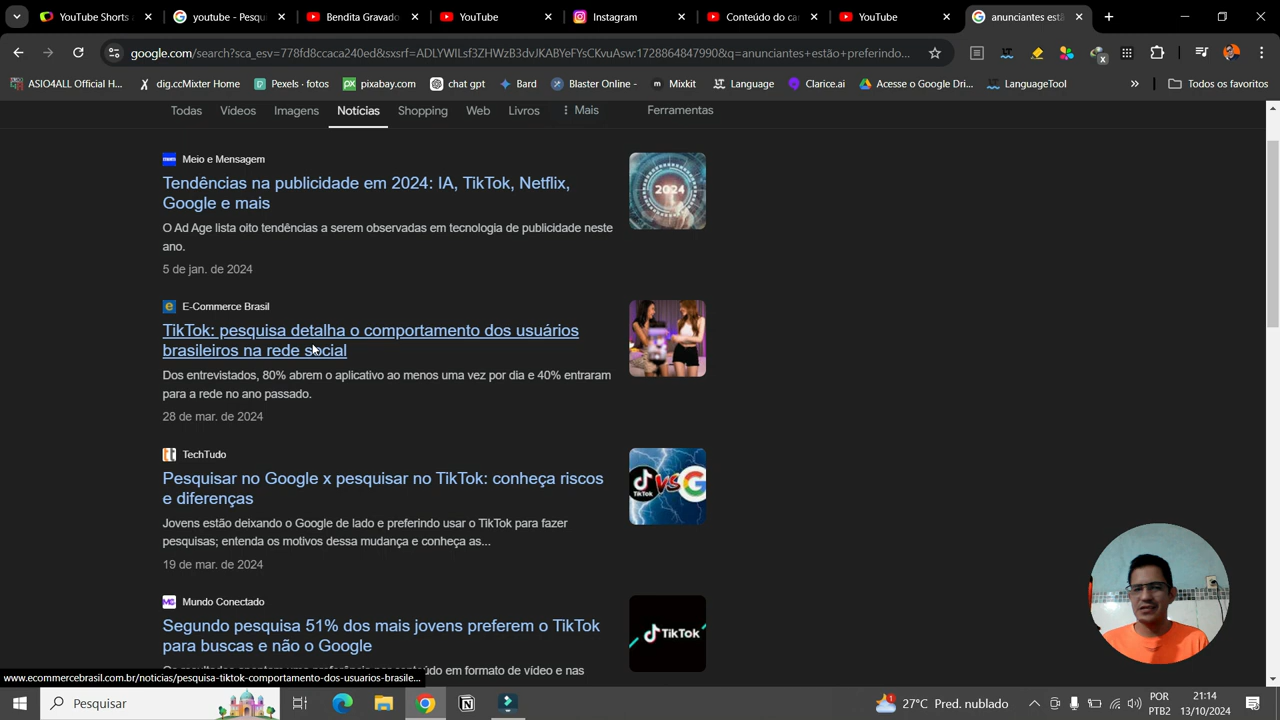 YouTube Shorts
youtube - Pesqu
Bendita Gravado
YouTube
Instagram
Conteúdo do ca
YouTube
anunciantes est
google.com/search?sca_esv=778fd8ccaca240ed&sxsrf=ADLYWILsf3ZHWzB3dvJKABYeFYsCKvuAsw:1728864847990&q=anunciantes+estão+preferindo...
ASIO4ALL Official H...
dig.ccMixter Home
Pexels · fotos
pixabay.com
chat gpt
Bard
Blaster Online -
Mixkit
Language
Clarice.ai
Acesse o Google Dri...
LanguageTool
Todos os favoritos
Todas
Vídeos
Imagens
Notícias
Shopping
Web
Livros
Mais
Ferramentas
Meio e Mensagem
Tendências na publicidade em 2024: IA, TikTok, Netflix,
Google e mais
2024
O Ad Age lista oito tendências a serem observadas em tecnologia de publicidade neste
ano.
5 de jan. de 2024
E-Commerce Brasil
TikTok: pesquisa detalha o comportamento dos usuários
brasileiros na rede social
Dos entrevistados, 80% abrem o aplicativo ao menos uma vez por dia e 40% entraram
para a rede no ano passado.
28 de mar. de 2024
TechTudo
Pesquisar no Google x pesquisar no TikTok: conheça riscos
e diferenças
TikTok VS G
Jovens estão deixando o Google de lado e preferindo usar o TikTok para fazer
pesquisas; entenda os motivos dessa mudança e conheça as...
19 de mar. de 2024
Mundo Conectado
Segundo pesquisa 51% dos mais jovens preferem o TikTok
para buscas e não o Google
TikTok
www.ecommercebrasil.com.br/noticias/pesquisa-tiktok-comportamento-dos-usuarios-brasile...
Pesquisar
27°C Pred. nublado
POR
PTB2
21:14
13/10/2024